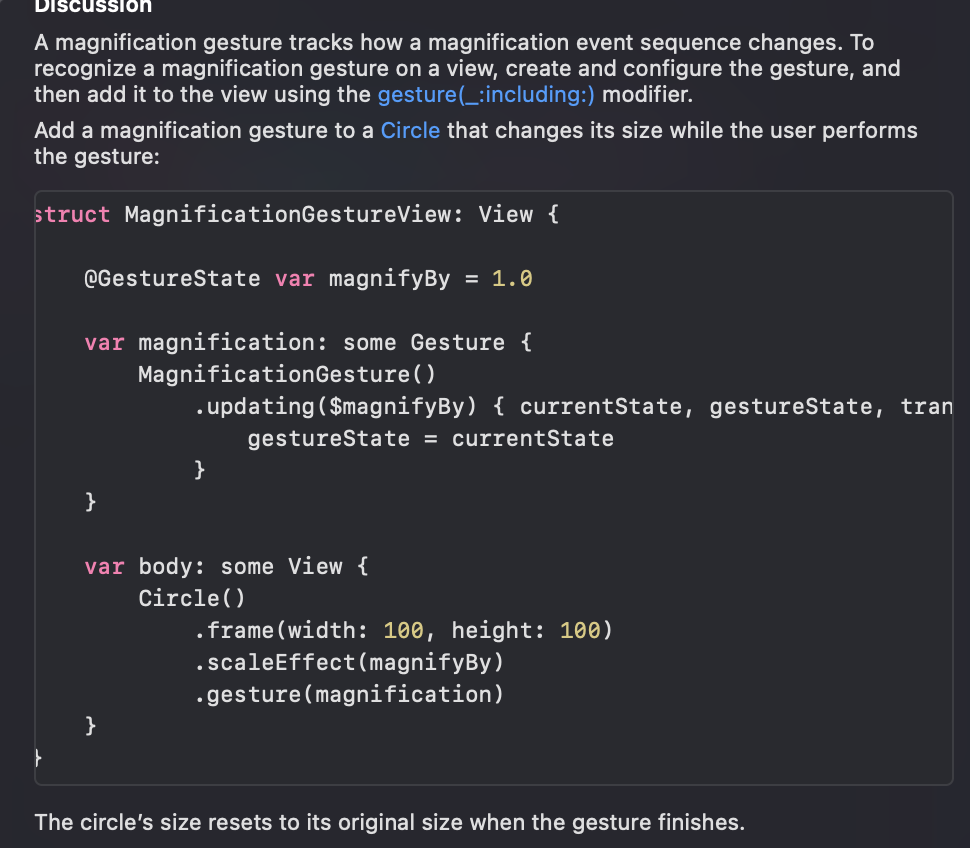 Discussion
A magnification gesture tracks how a magnification event sequence changes. To
recognize a magnification gesture on a view, create and configure the gesture, and
then add it to the view using the gesture(_:including:) modifier.
Add a magnification gesture to a Circle that changes its size while the user performs
the gesture:
struct MagnificationGestureView: View {
@GestureState var magnifyBy = 1.0
var magnification: some Gesture {
MagnificationGesture()
.updating($magnifyBy) { currentState, gestureState, tran
gestureState = currentState
}
}
var body: some View {
Circle()
.frame(width: 100, height: 100)
.scaleEffect(magnifyBy)
.gesture(magnification)
}
}
The circle’s size resets to its original size when the gesture finishes.